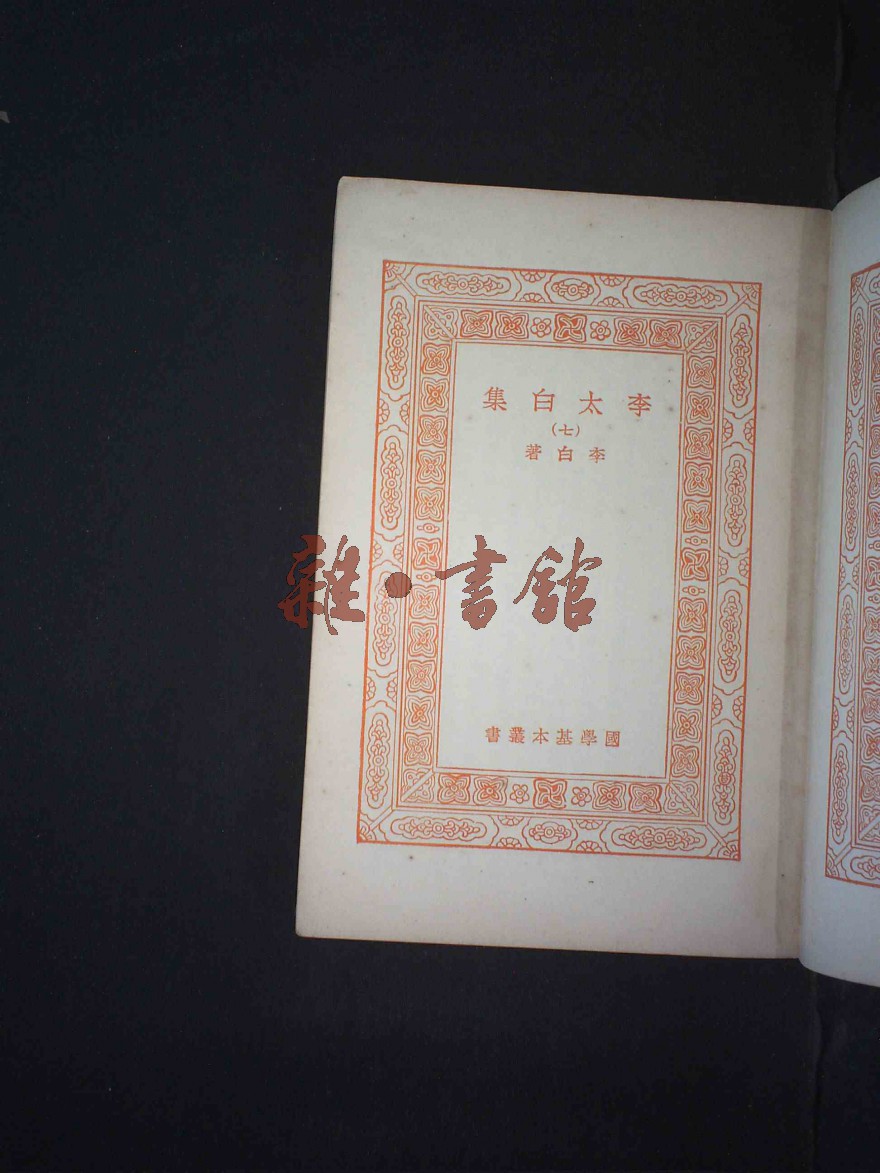 李太白集
（七）
李白著
雜·書館
國學基本叢書